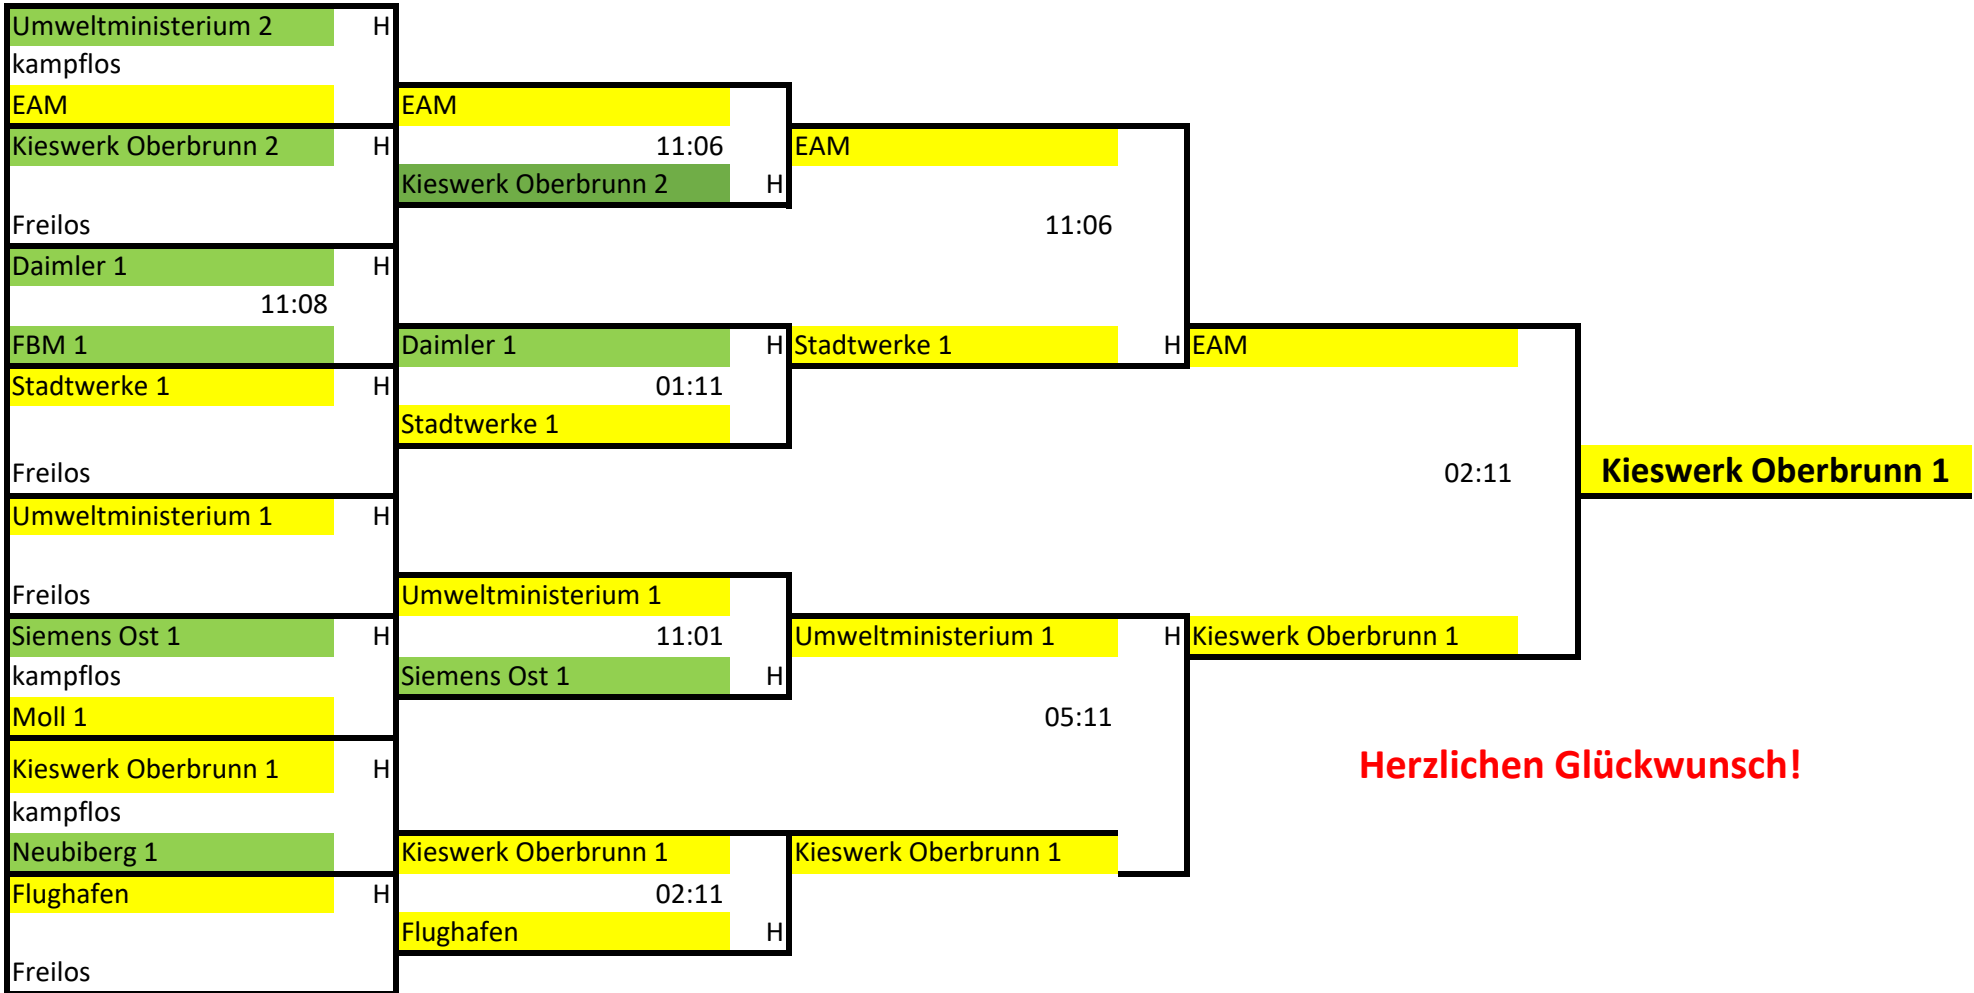 Umweltministerium 2 H
kampflos
EAM EAM
Kieswerk Oberbrunn 2 H 11:06 EAM
Kieswerk Oberbrunn 2 H
Freilos 11:06
Daimler 1 H
11:08
FBM 1 Daimler 1 H Stadtwerke 1 H EAM
Stadtwerke 1 H 01:11
Stadtwerke 1
Freilos 02:11 Kieswerk Oberbrunn 1
Umweltministerium 1 H
Freilos Umweltministerium 1
Siemens Ost 1 H 11:01 Umweltministerium 1 H Kieswerk Oberbrunn 1
kampflos Siemens Ost 1 H
Moll 1 05:11
Kieswerk Oberbrunn 1 H Herzlichen Glückwunsch!
kampflos
Neubiberg 1 Kieswerk Oberbrunn 1 Kieswerk Oberbrunn 1
Flughafen H 02:11
Flughafen H
Freilos